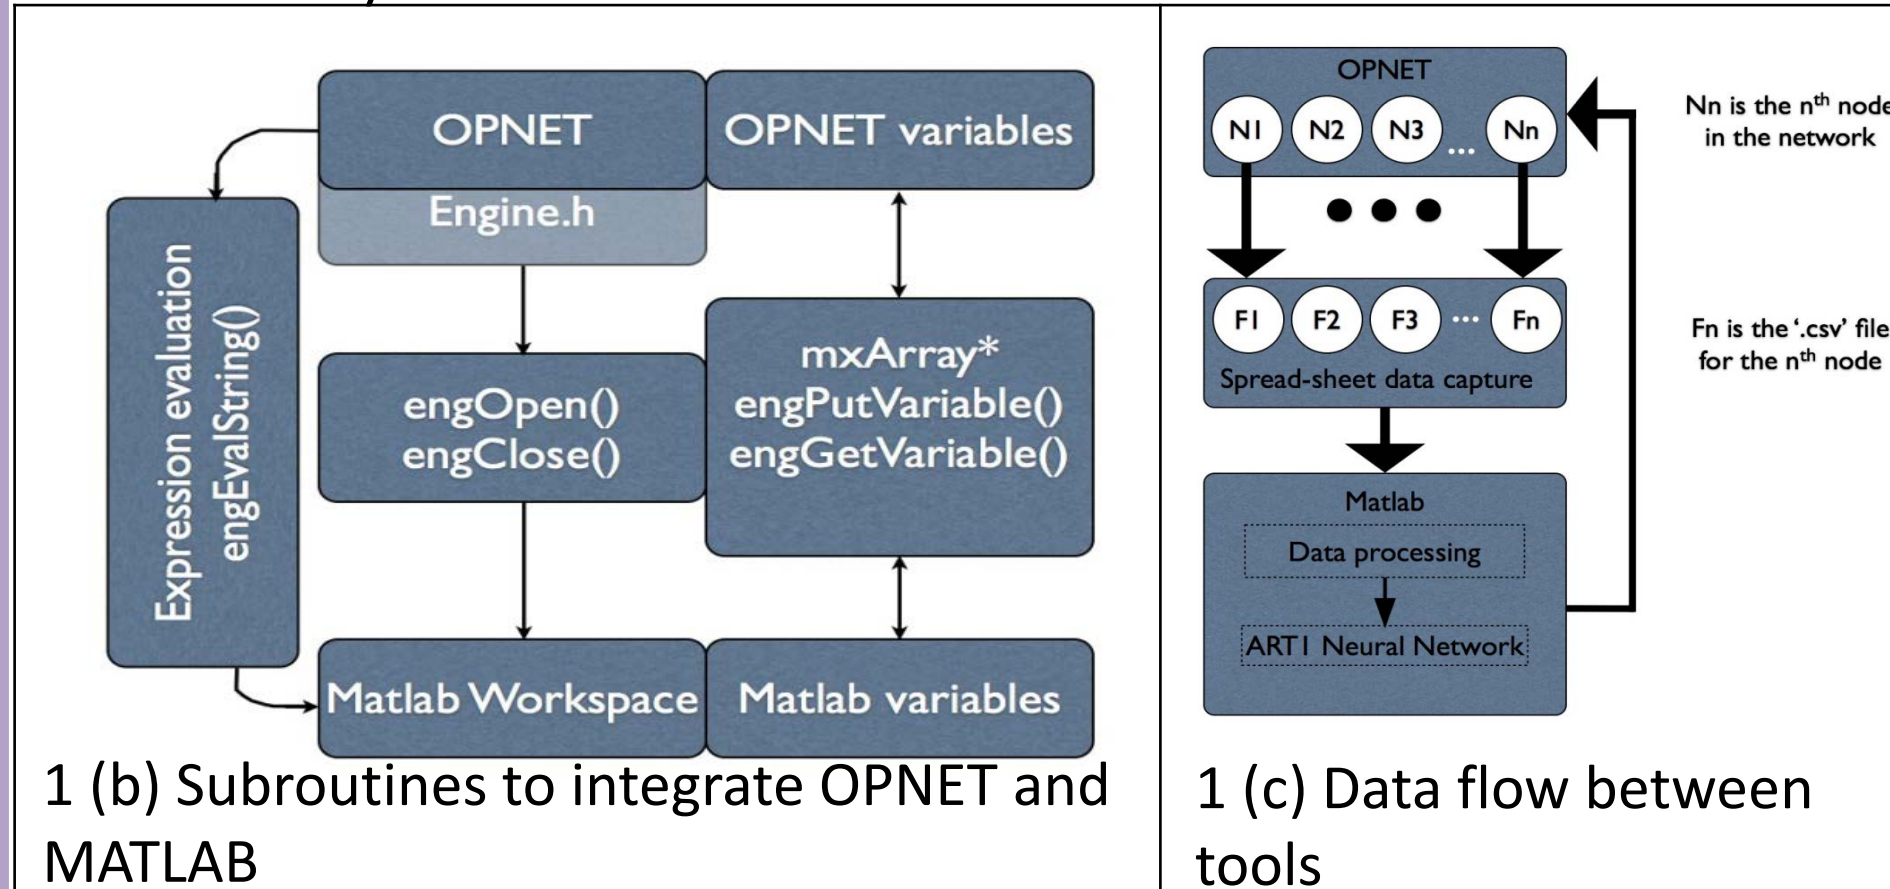 OPNET
OPNET variables
Engine.h
Expression evaluation
engEvalString()
engOpen()
engClose()
mxArray*
engPutVariable()
engGetVariable()
Matlab Workspace
Matlab variables
1 (b) Subroutines to integrate OPNET and
MATLAB
OPNET
N1 N2 N3 ... Nn
Nn is the nth node
in the network
F1 F2 F3 ... Fn
Spread-sheet data capture
Fn is the '.csv' file
for the nth node
Matlab
Data processing
ART1 Neural Network
1 (c) Data flow between
tools